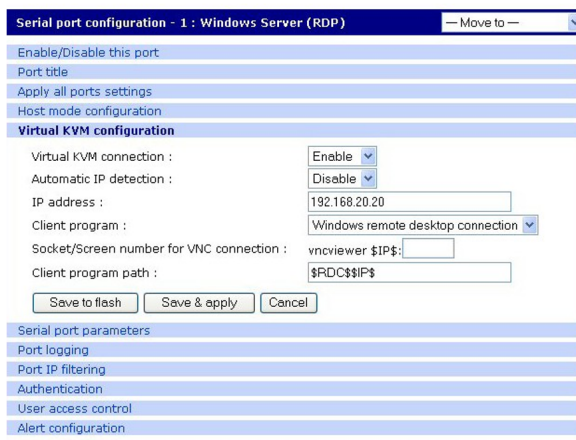 Serial port configuration - 1 : Windows Server (RDP) — Move to —
Enable/Disable this port
Port title
Apply all ports settings
Host mode configuration
Virtual KVM configuration
Virtual KVM connection : Enable
Automatic IP detection : Disable
IP address : 192.168.20.20
Client program : Windows remote desktop connection
Socket/Screen number for VNC connection : vncviewer $IP$:
Client program path : $RDC$$IP$
Save to flash Save & apply Cancel
Serial port parameters
Port logging
Port IP filtering
Authentication
User access control
Alert configuration